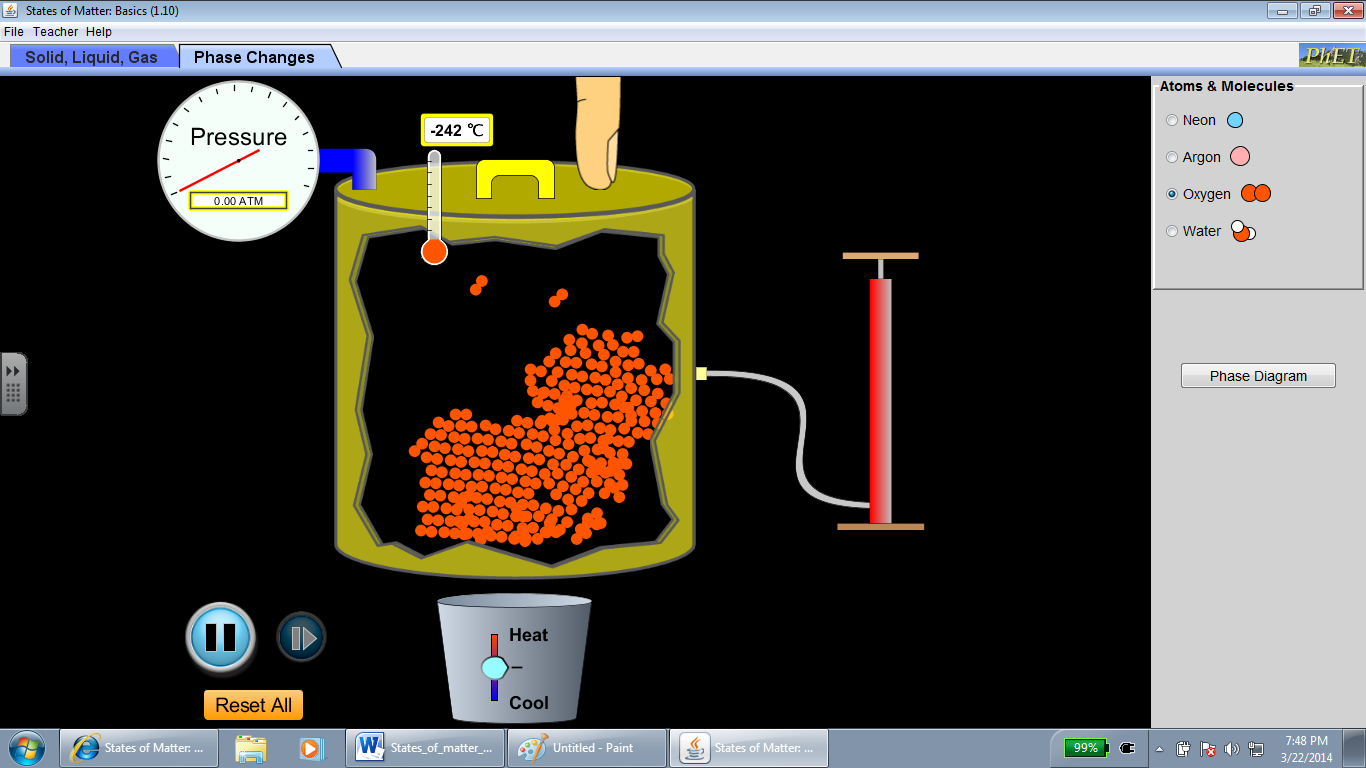 States of Matter: Basics (1.10)
File Teacher Help
Solid, Liquid, Gas
Phase Changes
PhET
Pressure
0.00 ATM
-242 °C
Atoms & Molecules
Neon
Argon
Oxygen
Water
Phase Diagram
Heat
Cool
Reset All
States of Matter: ...
States_of_matter_...
Untitled - Paint
States of Matter: ...
99%
7:48 PM
3/22/2014